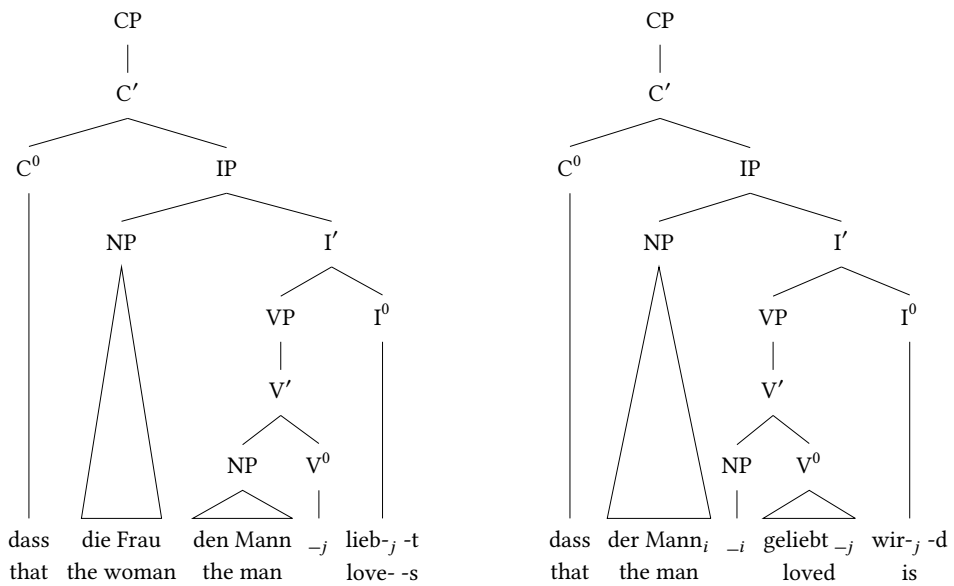 CP CP
C′ C′
C⁰ IP C⁰ IP
NP I′ NP I′
VP I⁰ VP I⁰
V′ V′
NP V⁰ NP V⁰
dass die Frau den Mann _j lieb-j -t dass der Mann_i _i geliebt _j wir-j -d
that the woman the man love- -s that the man loved is